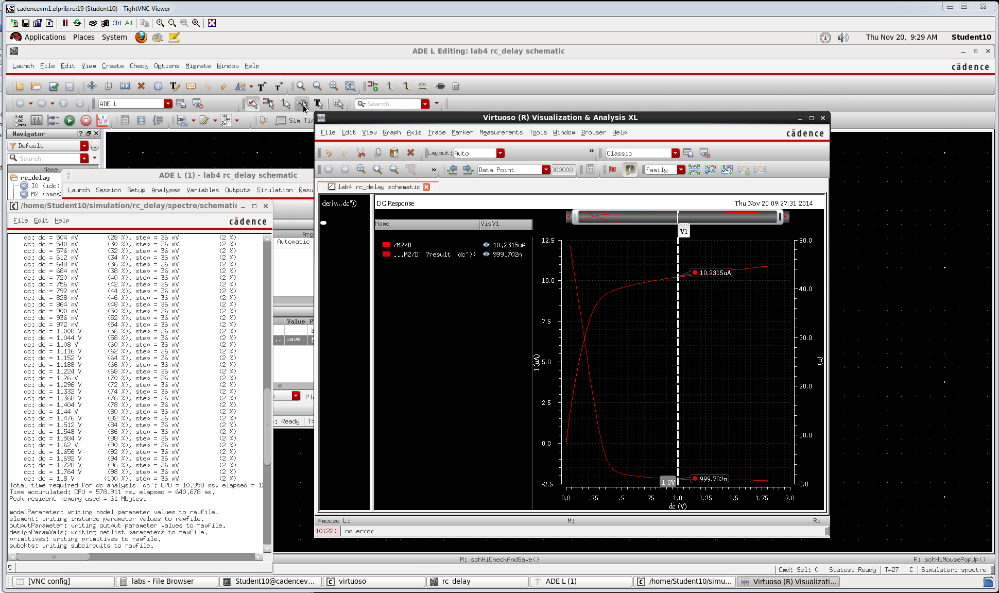 cadencevm1.elprib.ru:19 (Student10) - TightVNC Viewer
Ctrl Alt
Applications Places System
Thu Nov 20, 9:29 AM Student10
ADE L Editing: lab4 rc_delay schematic
Launch File Edit View Create Check Options Migrate Window Help
cādence
ADE L
Search
AC DC Trans
Sim Tim
Navigator
Default
Search
Name
rc_delay
I0 (idc)
M2 (nmos
ADE L (1) - lab4 rc_delay schematic
Launch Session Setup Analyses Variables Outputs Simulation Resu
Arg
Automatic
Value P
wave
Plo
: Ready T=
/home/Student10/simulation/rc_delay/spectre/schematic
File Edit Help
cādence
dc: dc = 504 mV (28 %), step = 36 mV (2 %)
dc: dc = 540 mV (30 %), step = 36 mV (2 %)
dc: dc = 576 mV (32 %), step = 36 mV (2 %)
dc: dc = 612 mV (34 %), step = 36 mV (2 %)
dc: dc = 648 mV (36 %), step = 36 mV (2 %)
dc: dc = 684 mV (38 %), step = 36 mV (2 %)
dc: dc = 720 mV (40 %), step = 36 mV (2 %)
dc: dc = 756 mV (42 %), step = 36 mV (2 %)
dc: dc = 792 mV (44 %), step = 36 mV (2 %)
dc: dc = 828 mV (46 %), step = 36 mV (2 %)
dc: dc = 864 mV (48 %), step = 36 mV (2 %)
dc: dc = 900 mV (50 %), step = 36 mV (2 %)
dc: dc = 936 mV (52 %), step = 36 mV (2 %)
dc: dc = 972 mV (54 %), step = 36 mV (2 %)
dc: dc = 1.008 V (56 %), step = 36 mV (2 %)
dc: dc = 1.044 V (58 %), step = 36 mV (2 %)
dc: dc = 1.08 V (60 %), step = 36 mV (2 %)
dc: dc = 1.116 V (62 %), step = 36 mV (2 %)
dc: dc = 1.152 V (64 %), step = 36 mV (2 %)
dc: dc = 1.188 V (66 %), step = 36 mV (2 %)
dc: dc = 1.224 V (68 %), step = 36 mV (2 %)
dc: dc = 1.26 V (70 %), step = 36 mV (2 %)
dc: dc = 1.296 V (72 %), step = 36 mV (2 %)
dc: dc = 1.332 V (74 %), step = 36 mV (2 %)
dc: dc = 1.368 V (76 %), step = 36 mV (2 %)
dc: dc = 1.404 V (78 %), step = 36 mV (2 %)
dc: dc = 1.44 V (80 %), step = 36 mV (2 %)
dc: dc = 1.476 V (82 %), step = 36 mV (2 %)
dc: dc = 1.512 V (84 %), step = 36 mV (2 %)
dc: dc = 1.548 V (86 %), step = 36 mV (2 %)
dc: dc = 1.584 V (88 %), step = 36 mV (2 %)
dc: dc = 1.62 V (90 %), step = 36 mV (2 %)
dc: dc = 1.656 V (92 %), step = 36 mV (2 %)
dc: dc = 1.692 V (94 %), step = 36 mV (2 %)
dc: dc = 1.728 V (96 %), step = 36 mV (2 %)
dc: dc = 1.764 V (98 %), step = 36 mV (2 %)
dc: dc = 1.8 V (100 %), step = 36 mV (2 %)
Total time required for dc analysis `dc': CPU = 10.998 ms, elapsed = 12
Time accumulated: CPU = 578.911 ms, elapsed = 640.678 ms.
Peak resident memory used = 61 Mbytes.
modelParameter: writing model parameter values to rawfile.
element: writing instance parameter values to rawfile.
outputParameter: writing output parameter values to rawfile.
designParamVals: writing netlist parameters to rawfile.
primitives: writing primitives to rawfile.
subckts: writing subcircuits to rawfile.
5
Virtuoso (R) Visualization & Analysis XL
File Edit View Graph Axis Trace Marker Measurements Tools Window Browser Help
cādence
Layout: Auto » Classic
» Data Point 000000 family
lab4 rc_delay schematic
deriv...dc"))
DC Response Thu Nov 20 09:27:31 2014
Name Vis V1
/M2/D 10.2315uA
...M2/D" ?result "dc")) 999.702n
V1
12.5
10.0
7.5
5.0
2.5
0.0
-2.5
I (uA)
50.0
40.0
30.0
20.0
10.0
0.0
(n)
10.2315uA
999.702n
1.0V
0.0 .25 .5 .75 1.0 1.25 1.5 1.75 2.0
dc (V)
mouse L: M: R:
10(22) no error
M: schHiCheckAndSave() R: schHiMousePopUp()
Cmd: Sel: 0 Status: Ready T=27 C Simulator: spectre
[VNC config] labs - File Browser Student10@cadencev... virtuoso rc_delay ADE L (1) /home/Student10/simu... Virtuoso (R) Visualizati...